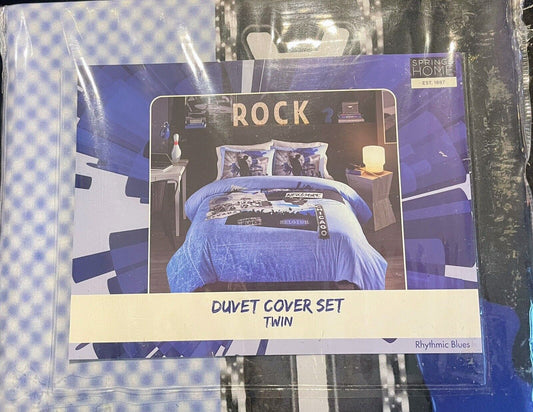 SPRINGS
HOME
EST. 1887
ROCK ?
DUVET COVER SET
TWIN
Rhythmic Blues